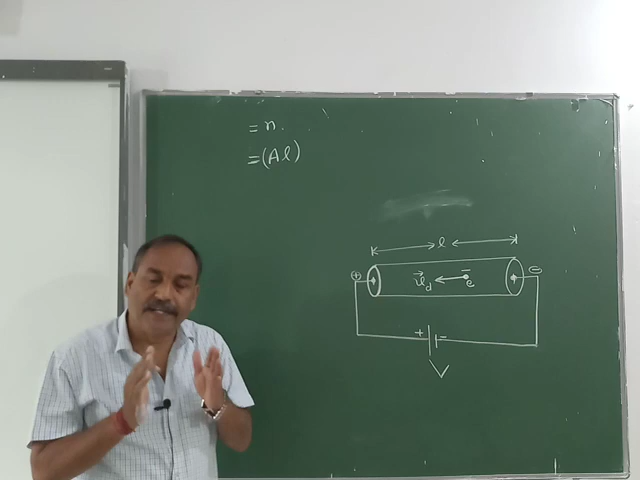 = n.
= (Al)
l
⊕ v⃗d ē ⊖
+ -
V